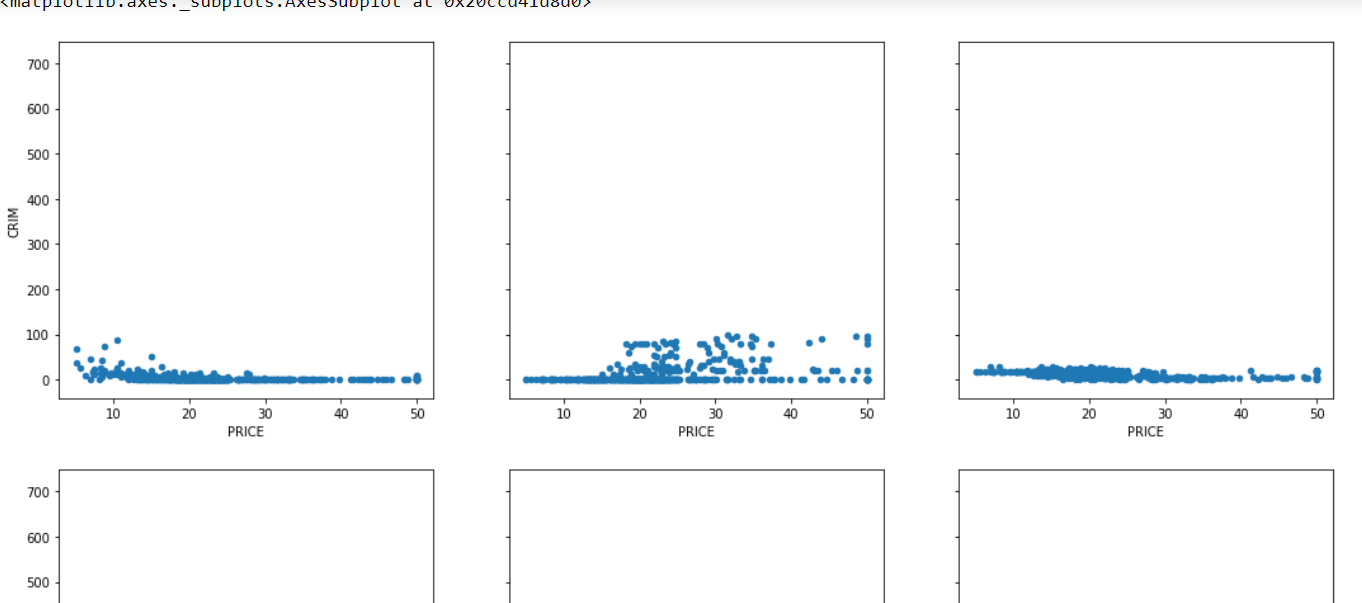 <matplotlib.axes._subplots.AxesSubplot at 0x20ccd41d8d0>
700
600
500
400
300
200
100
0
CRIM
10 20 30 40 50
PRICE
10 20 30 40 50
PRICE
10 20 30 40 50
PRICE
700
600
500